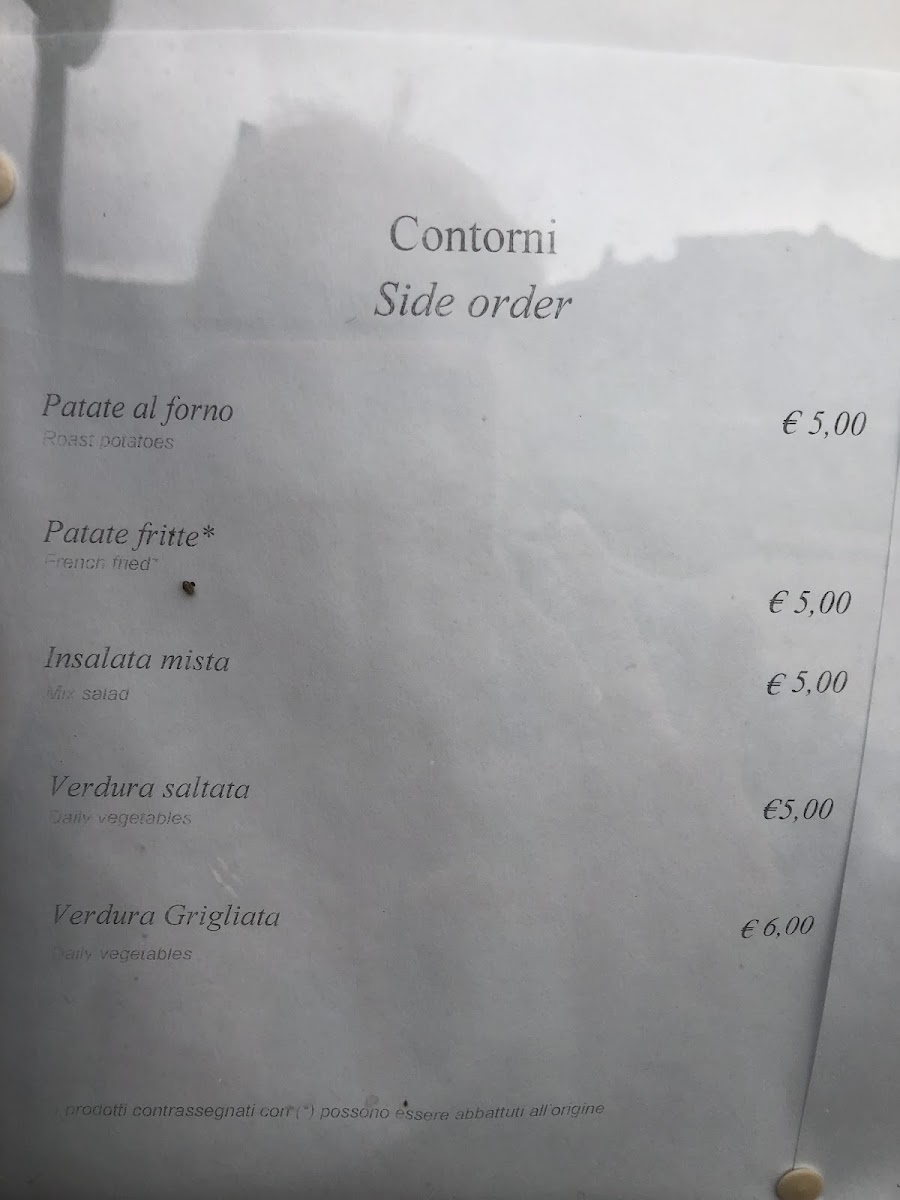 Contorni
Side order
Patate al forno
€ 5,00
Roast potatoes
Patate fritte*
French fried*
€ 5,00
Insalata mista
€ 5,00
Mix salad
Verdura saltata
€5,00
Daily vegetables
Verdura Grigliata
€ 6,00
Daily vegetables
prodotti contrassegnati con (*) possono essere abbattuti all'origine